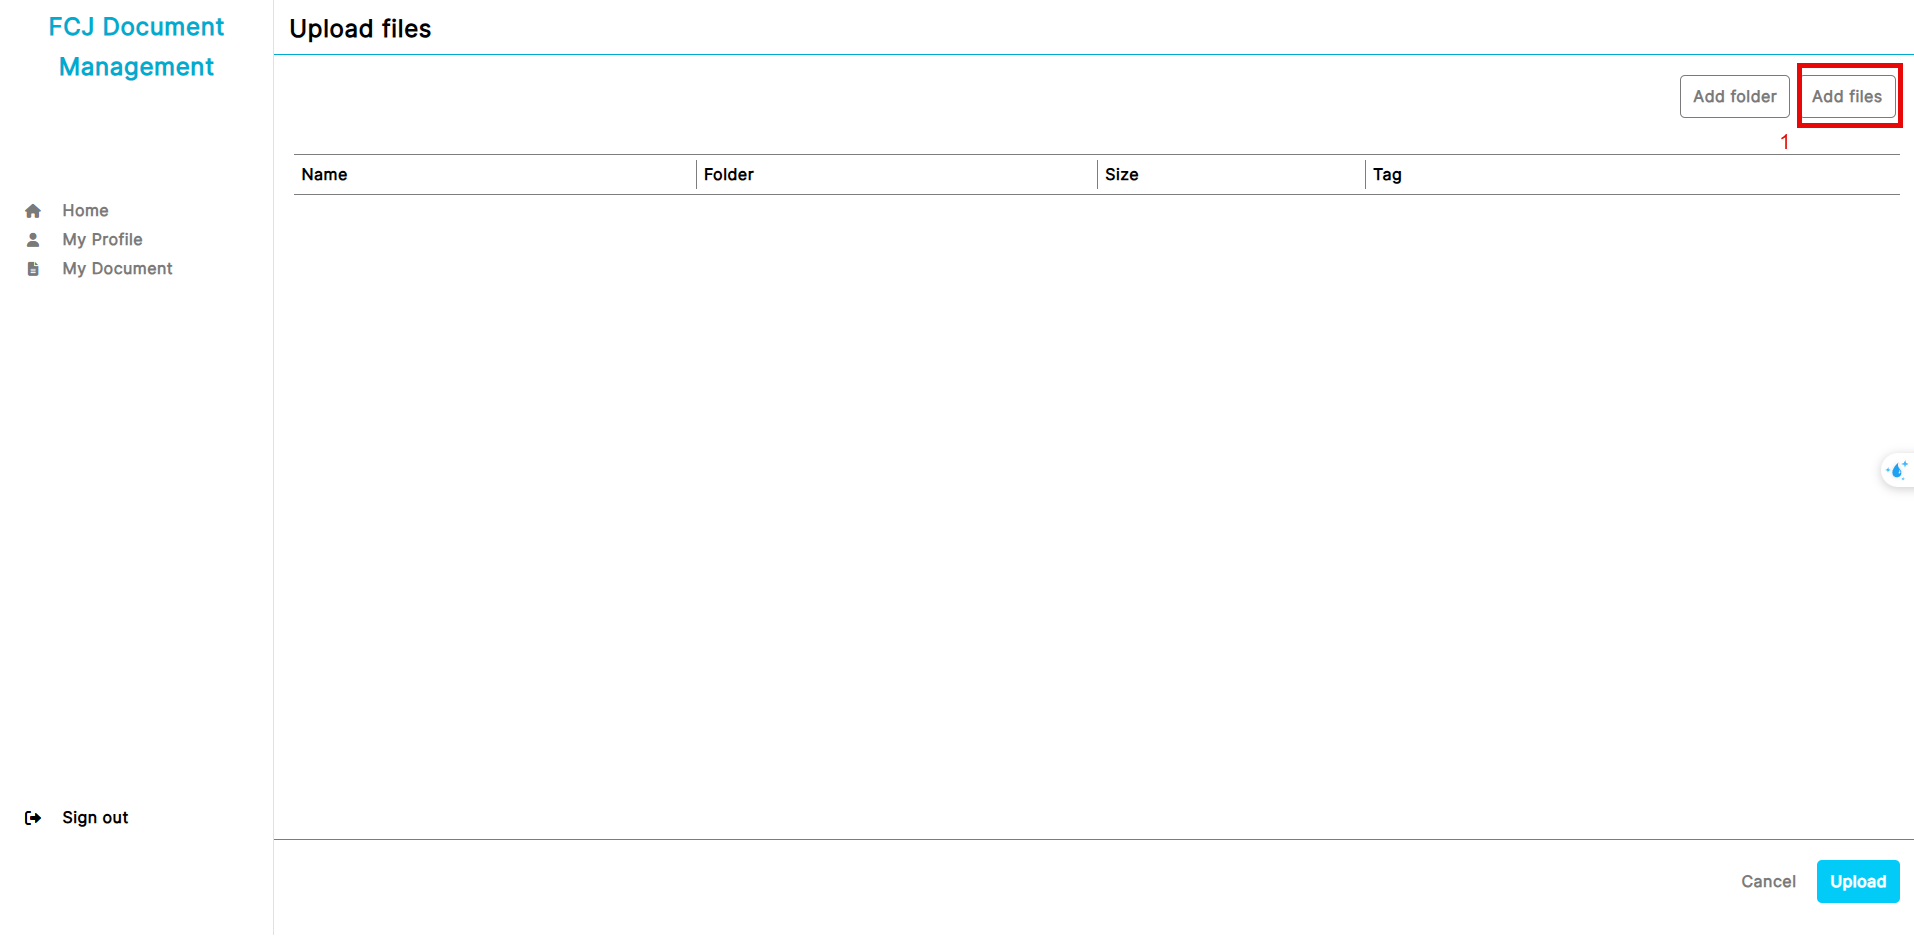 FCJ Document
Management
Upload files
Add folder
Add files
1
Name
Folder
Size
Tag
Home
My Profile
My Document
Sign out
Cancel
Upload